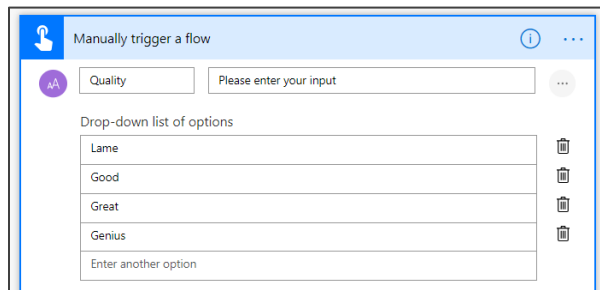 Manually trigger a flow
AA Quality Please enter your input
Drop-down list of options
Lame
Good
Great
Genius
Enter another option